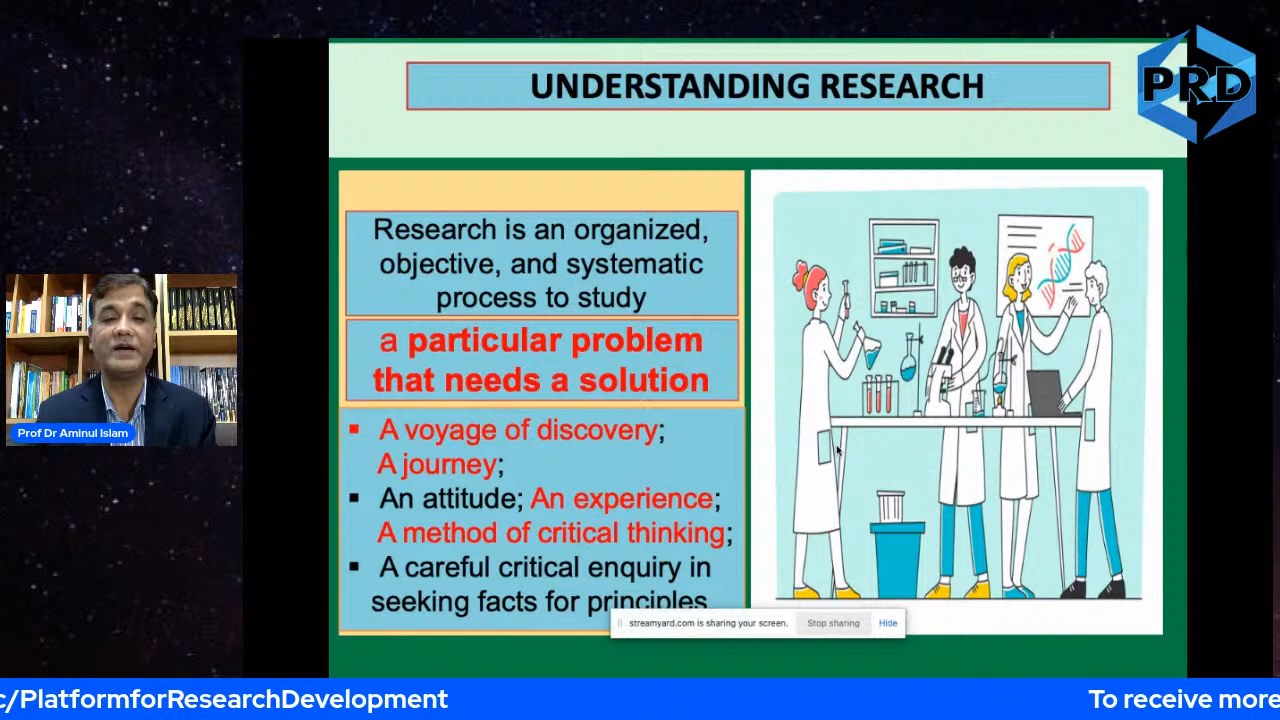 UNDERSTANDING RESEARCH
PRD
Research is an organized,
objective, and systematic
process to study
a particular problem
that needs a solution
▪ A voyage of discovery;
A journey;
▪ An attitude; An experience;
A method of critical thinking;
▪ A careful critical enquiry in
seeking facts for principles
Prof Dr Aminul Islam
streamyard.com is sharing your screen.
Stop sharing
Hide
c/PlatformforResearchDevelopment
To receive more